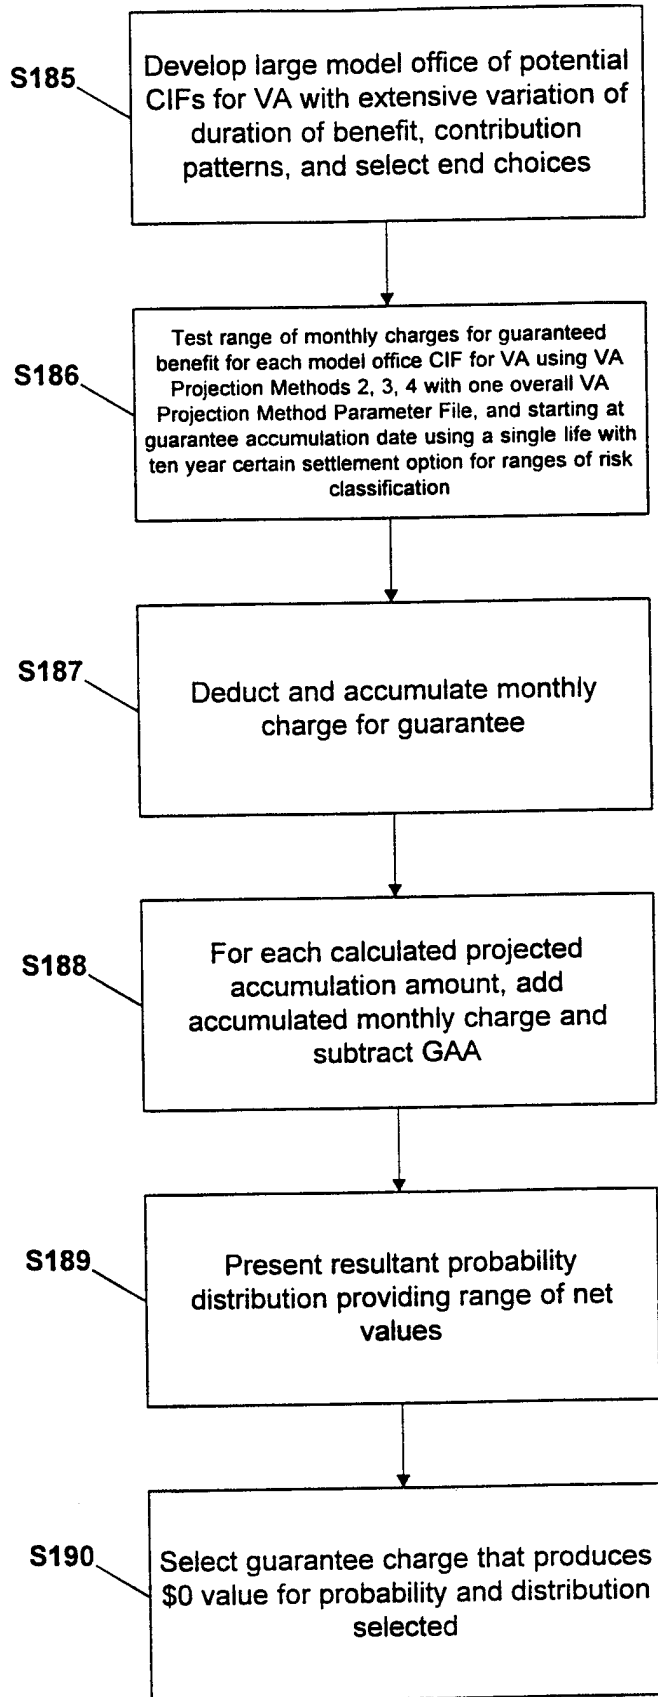 S185
Develop large model office of potential
CIFs for VA with extensive variation of
duration of benefit, contribution
patterns, and select end choices
S186
Test range of monthly charges for guaranteed
benefit for each model office CIF for VA using VA
Projection Methods 2, 3, 4 with one overall VA
Projection Method Parameter File, and starting at
guarantee accumulation date using a single life with
ten year certain settlement option for ranges of risk
classification
S187
Deduct and accumulate monthly
charge for guarantee
S188
For each calculated projected
accumulation amount, add
accumulated monthly charge and
subtract GAA
S189
Present resultant probability
distribution providing range of net
values
S190
Select guarantee charge that produces
$0 value for probability and distribution
selected